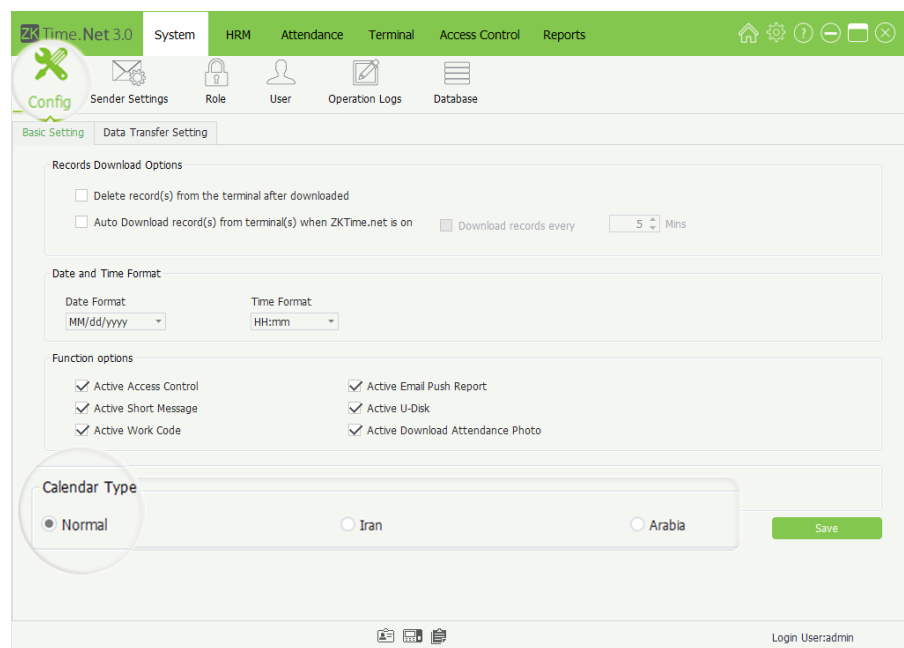 ZK Time.Net 3.0 System HRM Attendance Terminal Access Control Reports
Config Sender Settings Role User Operation Logs Database
Basic Setting Data Transfer Setting
Records Download Options
Delete record(s) from the terminal after downloaded
Auto Download record(s) from terminal(s) when ZKTime.net is on Download records every 5 Mins
Date and Time Format
Date Format Time Format
MM/dd/yyyy HH:mm
Function options
Active Access Control Active Email Push Report
Active Short Message Active U-Disk
Active Work Code Active Download Attendance Photo
Calendar Type
Normal Iran Arabia Save
Login User:admin